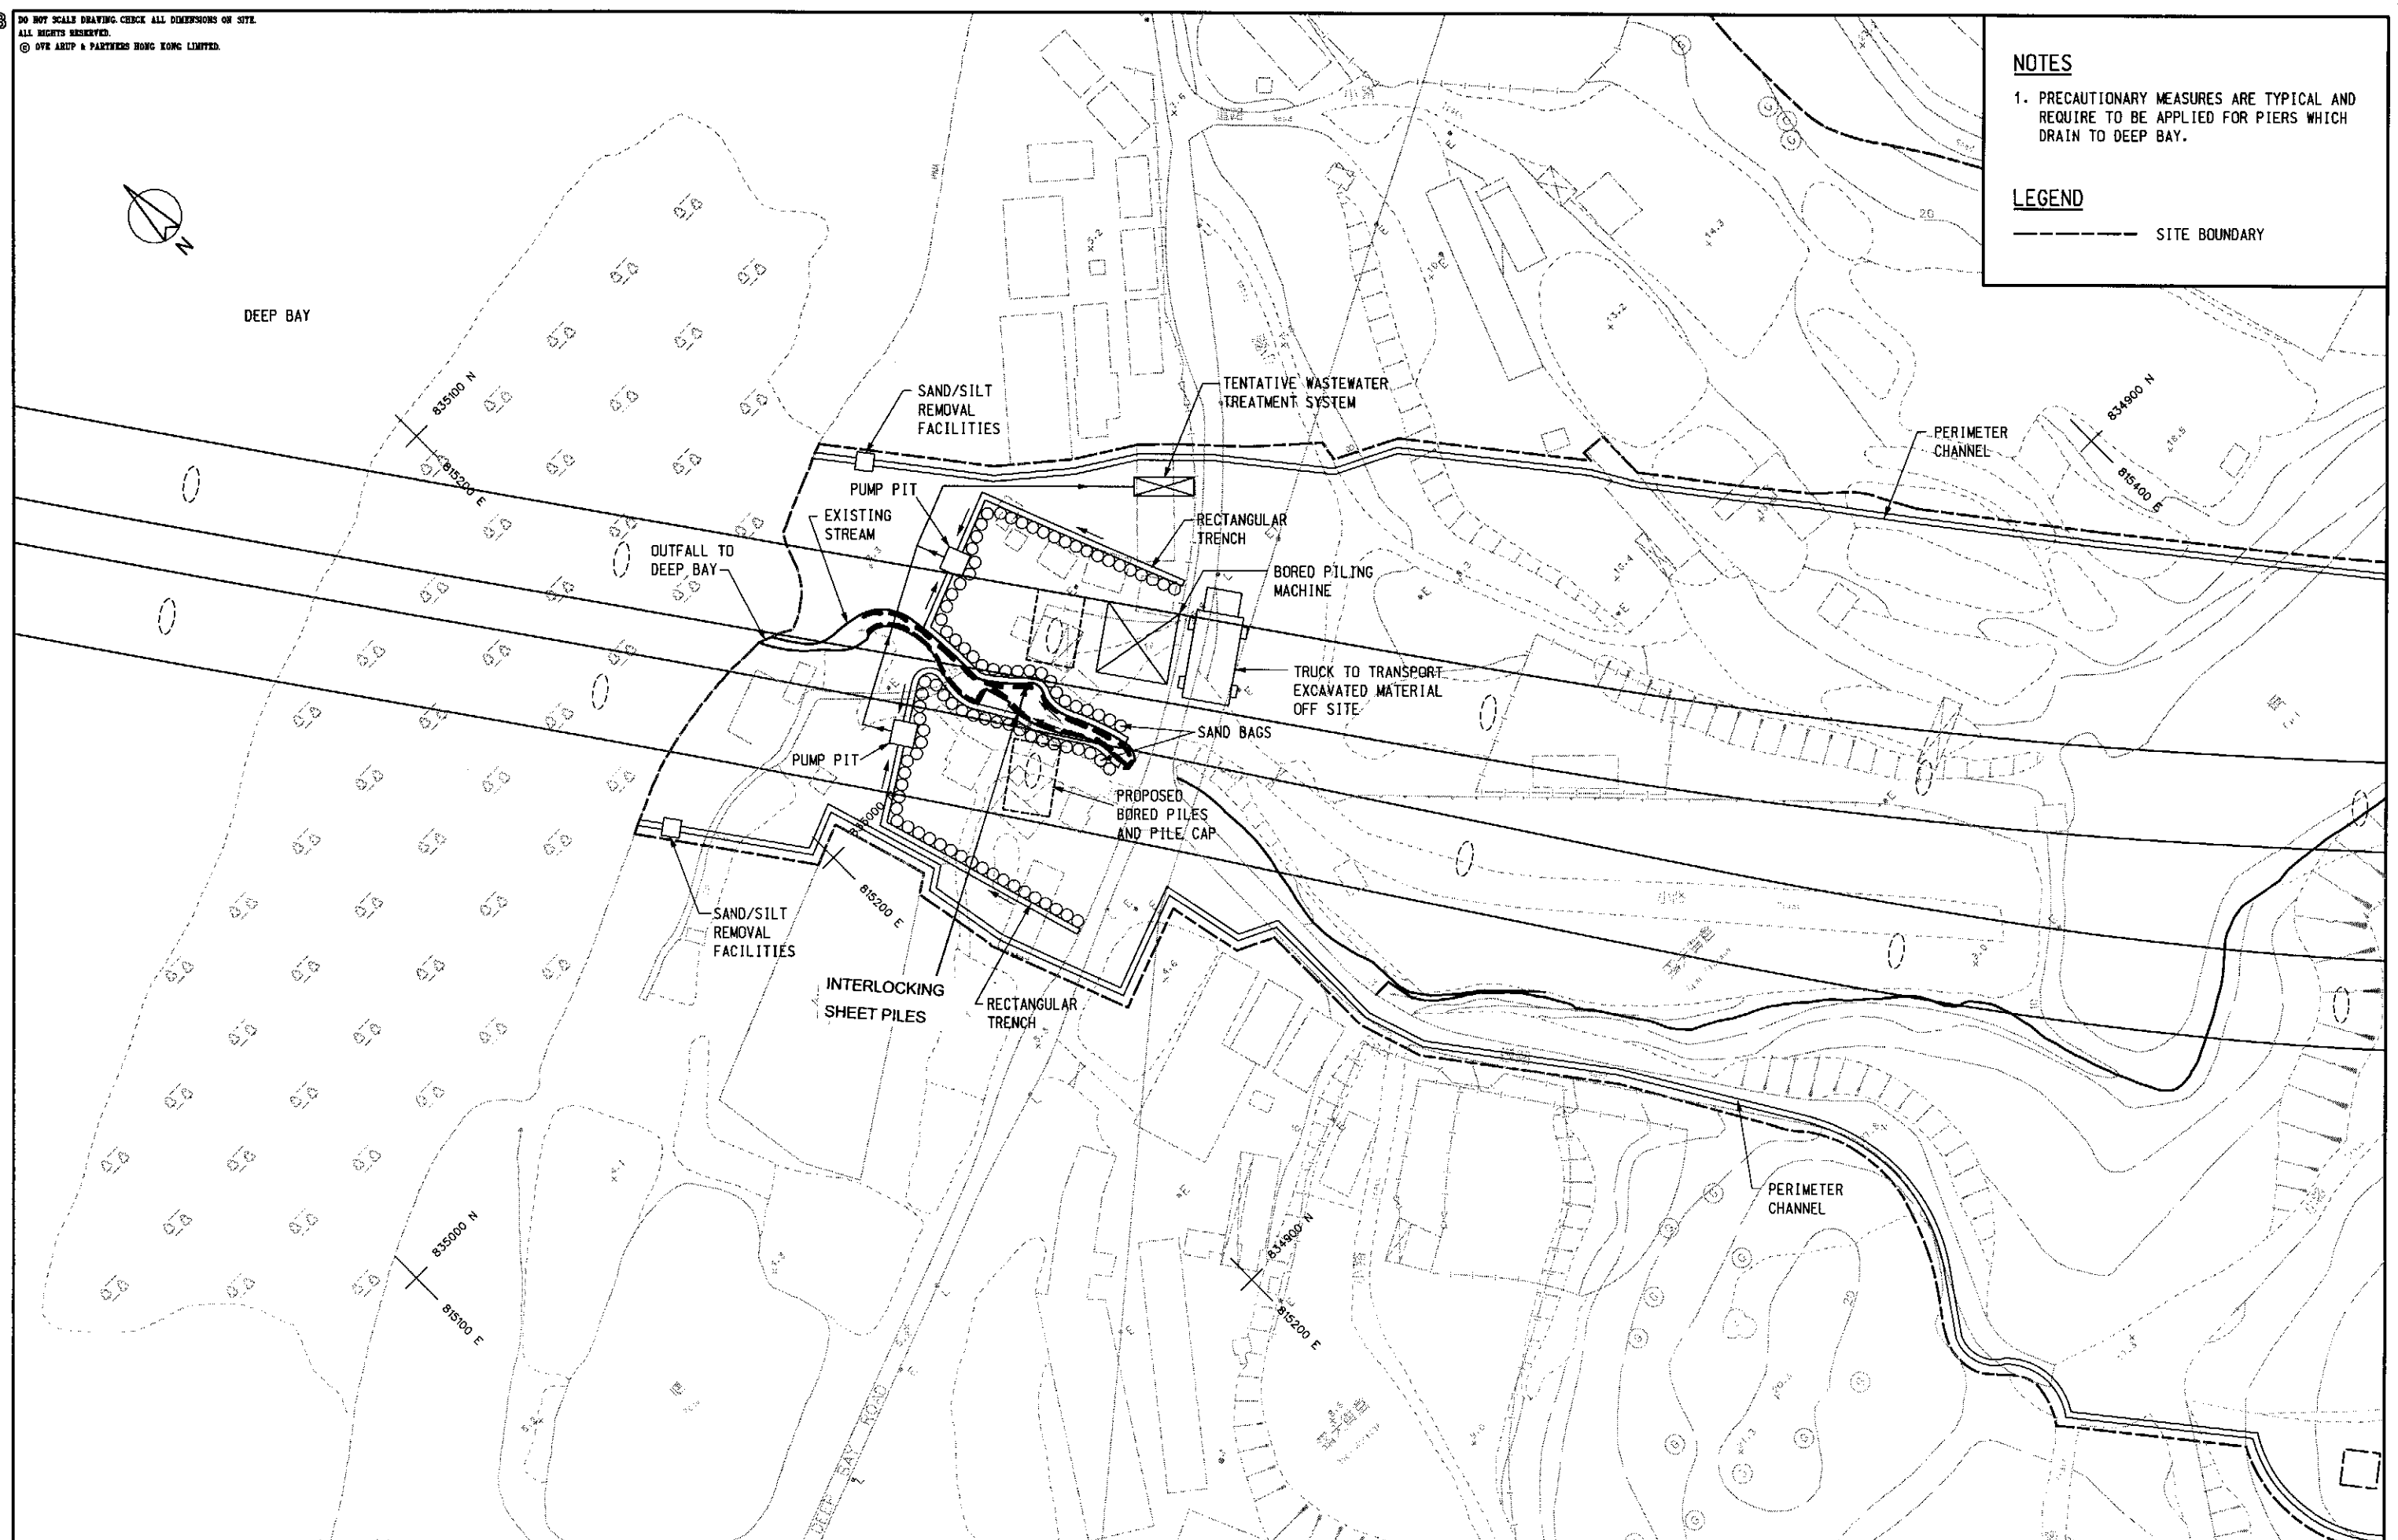 DO NOT SCALE DRAWING. CHECK ALL DIMENSIONS ON SITE.
ALL RIGHTS RESERVED.
© OVE ARUP & PARTNERS HONG KONG LIMITED.
NOTES
1. PRECAUTIONARY MEASURES ARE TYPICAL AND
REQUIRE TO BE APPLIED FOR PIERS WHICH
DRAIN TO DEEP BAY.
LEGEND
SITE BOUNDARY
N
DEEP BAY
835100 N
815200 E
SAND/SILT
REMOVAL
FACILITIES
TENTATIVE WASTEWATER
TREATMENT SYSTEM
834900 N
815400 E
PERIMETER
CHANNEL
PUMP PIT
EXISTING
STREAM
RECTANGULAR
TRENCH
OUTFALL TO
DEEP BAY
BORED PILING
MACHINE
TRUCK TO TRANSPORT
EXCAVATED MATERIAL
OFF SITE
SAND BAGS
PUMP PIT
PROPOSED
BORED PILES
AND PILE CAP
835000
815200 E
SAND/SILT
REMOVAL
FACILITIES
INTERLOCKING
SHEET PILES
RECTANGULAR
TRENCH
PERIMETER
CHANNEL
835000 N
815100 E
834900 N
815200 E
DEEP BAY ROAD
20
20